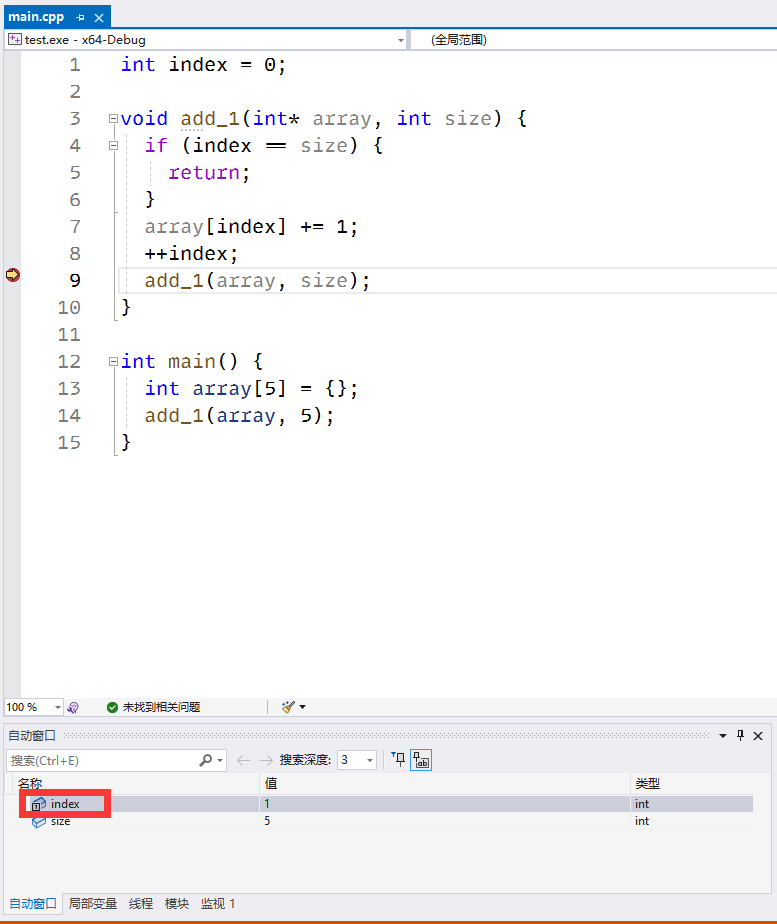 main.cpp
test.exe - x64-Debug (全局范围)
1 int index = 0;
2
3 void add_1(int* array, int size) {
4 if (index == size) {
5 return;
6 }
7 array[index] += 1;
8 ++index;
9 add_1(array, size);
10 }
11
12 int main() {
13 int array[5] = {};
14 add_1(array, 5);
15 }
100 % 未找到相关问题
自动窗口
搜索(Ctrl+E) 搜索深度: 3
名称 值 类型
index 1 int
size 5 int
自动窗口 局部变量 线程 模块 监视 1